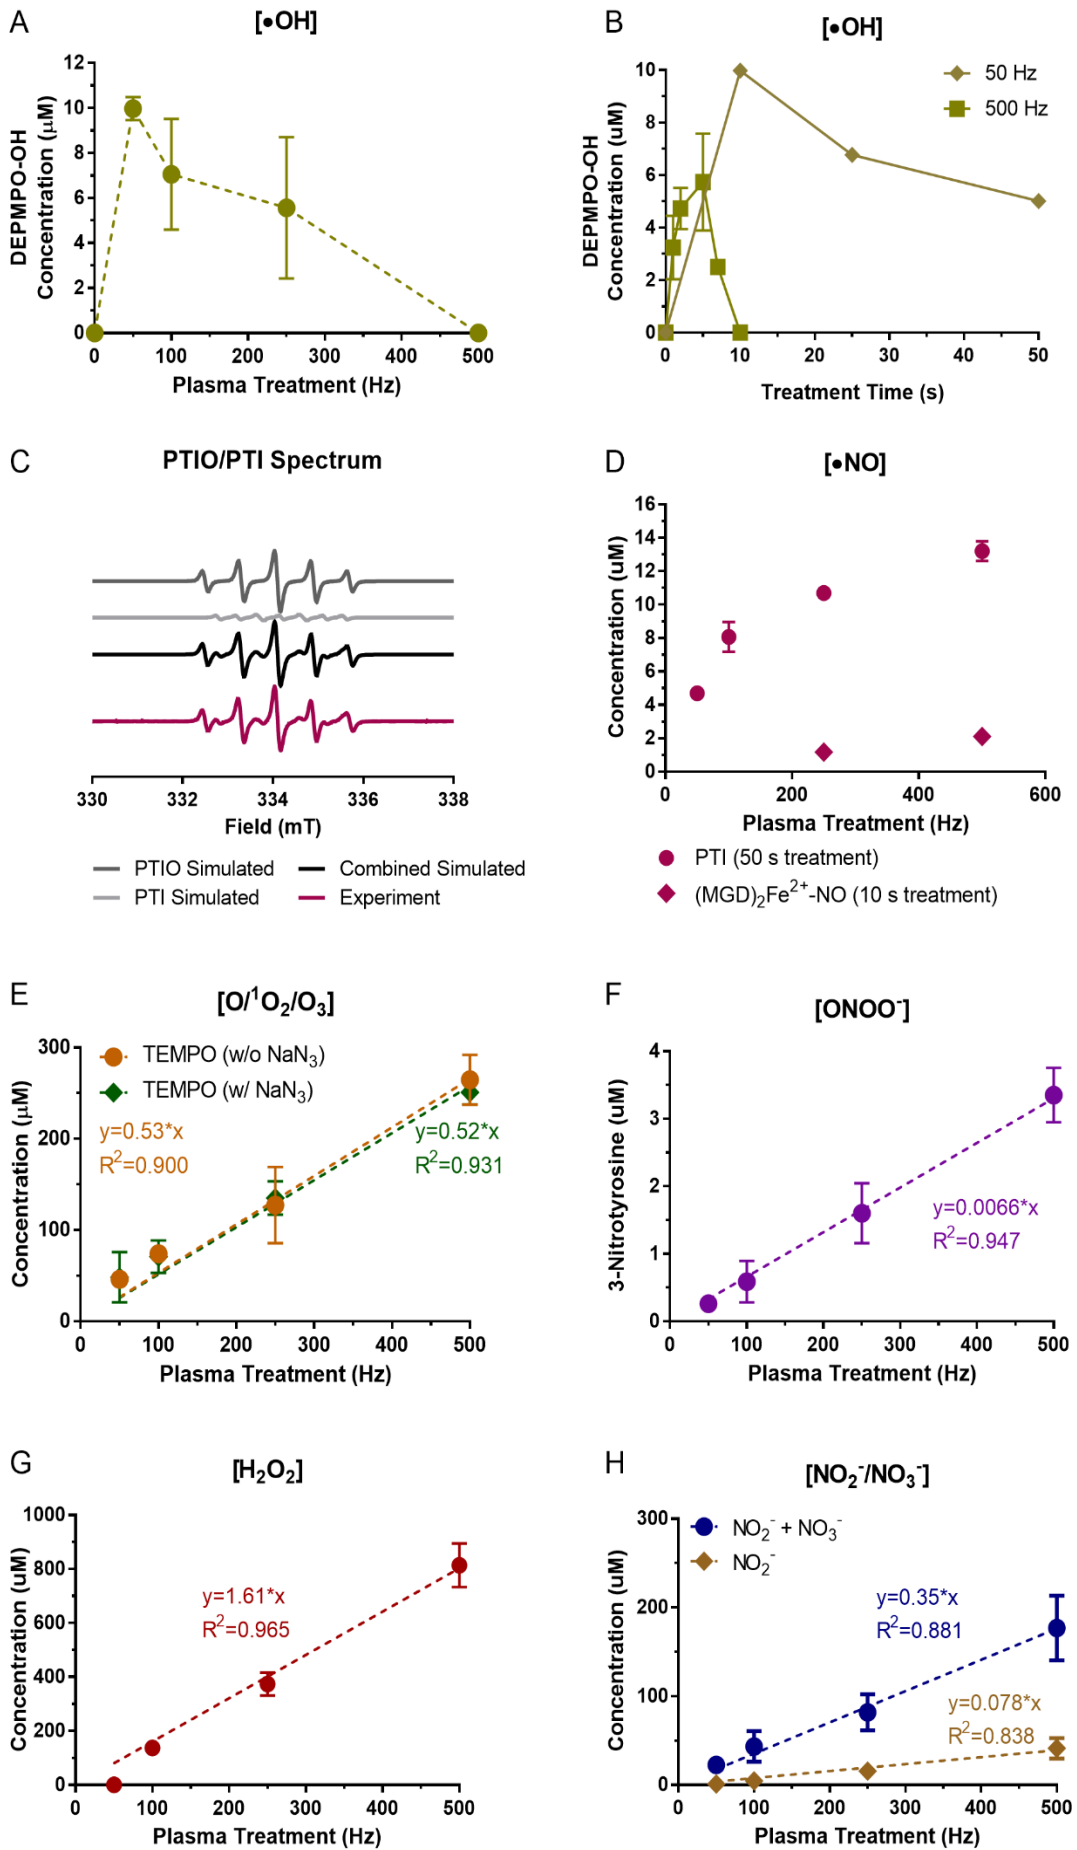 A
[•OH]
DEPMPO-OH
Concentration (μM)
12
10
8
6
4
2
0
0
100
200
300
400
500
Plasma Treatment (Hz)
B
[•OH]
50 Hz
500 Hz
DEPMPO-OH
Concentration (uM)
10
8
6
4
2
0
0
10
20
30
40
50
Treatment Time (s)
C
PTIO/PTI Spectrum
330
332
334
336
338
Field (mT)
PTIO Simulated
Combined Simulated
PTI Simulated
Experiment
D
[•NO]
Concentration (uM)
16
14
12
10
8
6
4
2
0
0
200
400
600
Plasma Treatment (Hz)
PTI (50 s treatment)
(MGD)₂Fe²⁺-NO (10 s treatment)
E
[O/¹O₂/O₃]
TEMPO (w/o NaN₃)
TEMPO (w/ NaN₃)
y=0.53*x
R²=0.900
y=0.52*x
R²=0.931
Concentration (μM)
300
200
100
0
0
100
200
300
400
500
Plasma Treatment (Hz)
F
[ONOO⁻]
3-Nitrotyrosine (uM)
4
3
2
1
0
y=0.0066*x
R²=0.947
0
100
200
300
400
500
Plasma Treatment (Hz)
G
[H₂O₂]
Concentration (uM)
1000
800
600
400
200
0
y=1.61*x
R²=0.965
0
100
200
300
400
500
Plasma Treatment (Hz)
H
[NO₂⁻/NO₃⁻]
NO₂⁻ + NO₃⁻
NO₂⁻
Concentration (uM)
300
200
100
0
y=0.35*x
R²=0.881
y=0.078*x
R²=0.838
0
100
200
300
400
500
Plasma Treatment (Hz)